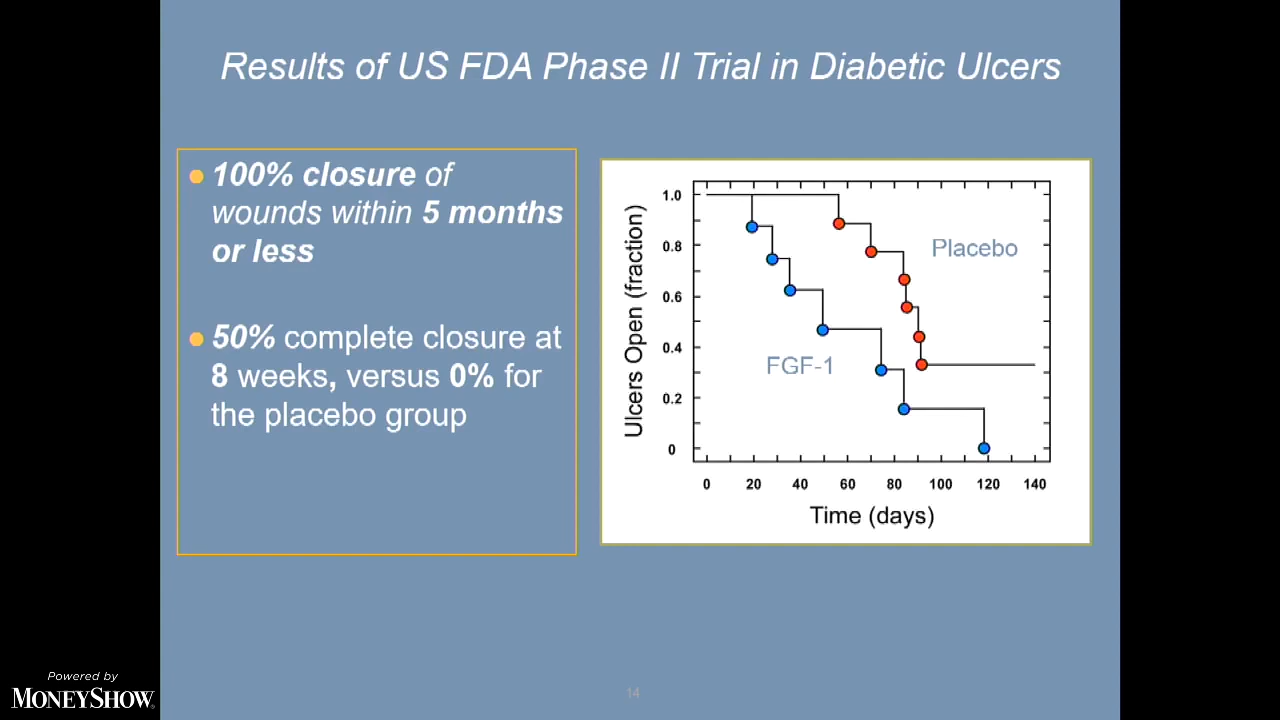 Results of US FDA Phase II Trial in Diabetic Ulcers
100% closure of
wounds within 5 months
or less
50% complete closure at
8 weeks, versus 0% for
the placebo group
Ulcers Open (fraction)
1.0
0.8
0.6
0.4
0.2
0
Placebo
FGF-1
0 20 40 60 80 100 120 140
Time (days)
14
Powered by
MONEYSHOW